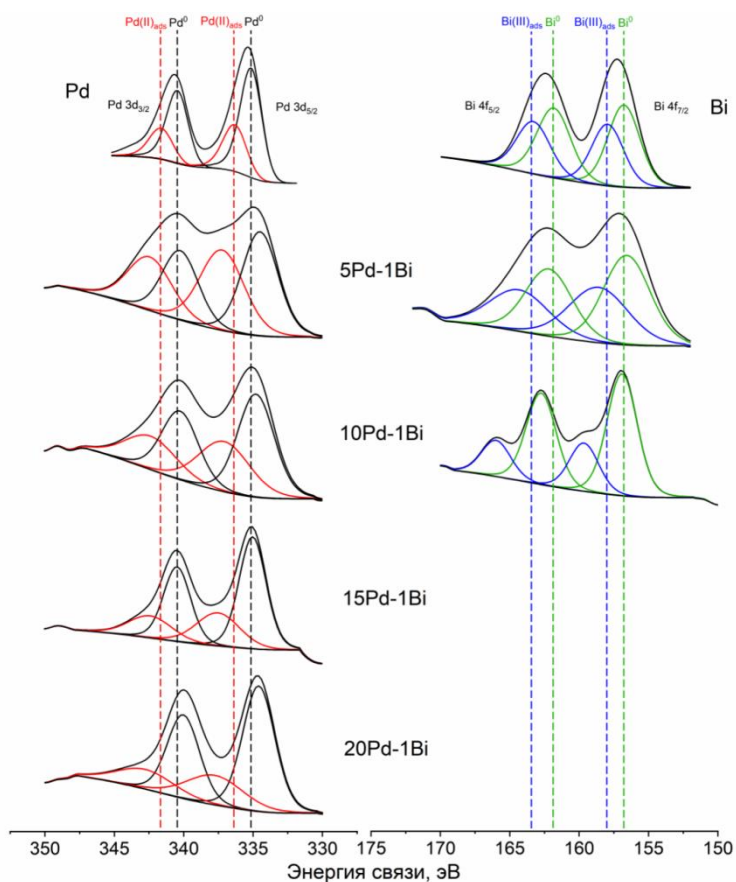 Pd(II)ads Pd⁰ Pd(II)ads Pd⁰ Bi(III)ads Bi⁰ Bi(III)ads Bi⁰
Pd Bi
Pd 3d3/2 Pd 3d5/2 Bi 4f5/2 Bi 4f7/2
5Pd-1Bi
10Pd-1Bi
15Pd-1Bi
20Pd-1Bi
350 345 340 335 330 175 170 165 160 155 150
Энергия связи, эВ